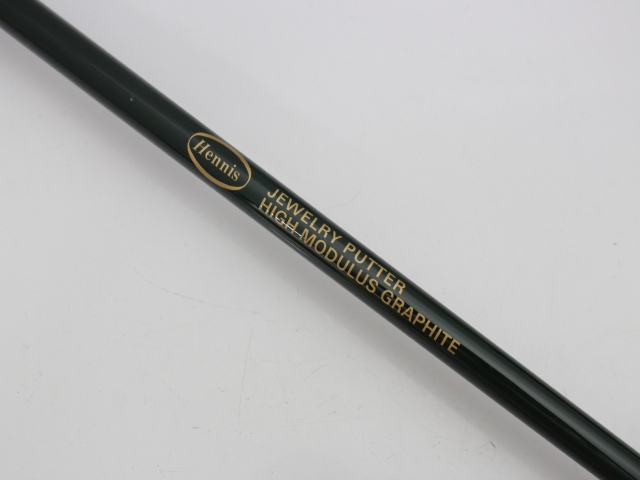 Hennis
JEWELRY PUTTER
HIGH MODULUS GRAPHITE